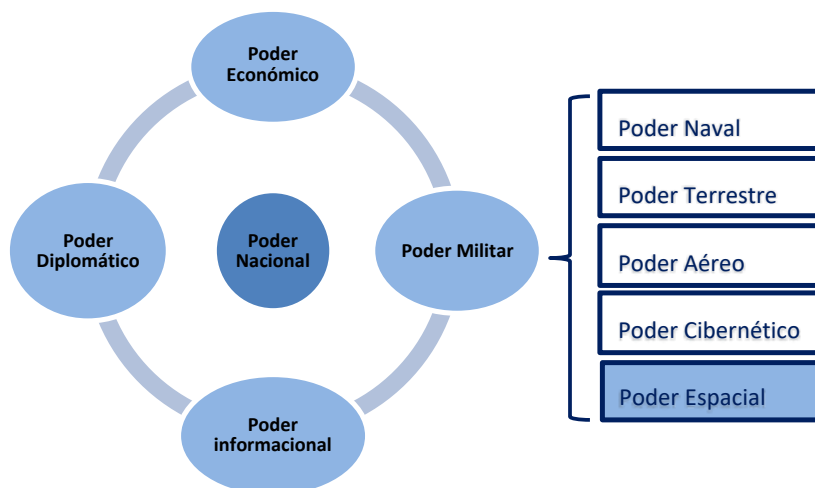 Poder
Económico
Poder
Diplomático
Poder
Nacional
Poder Militar
Poder
informacional
Poder Naval
Poder Terrestre
Poder Aéreo
Poder Cibernético
Poder Espacial